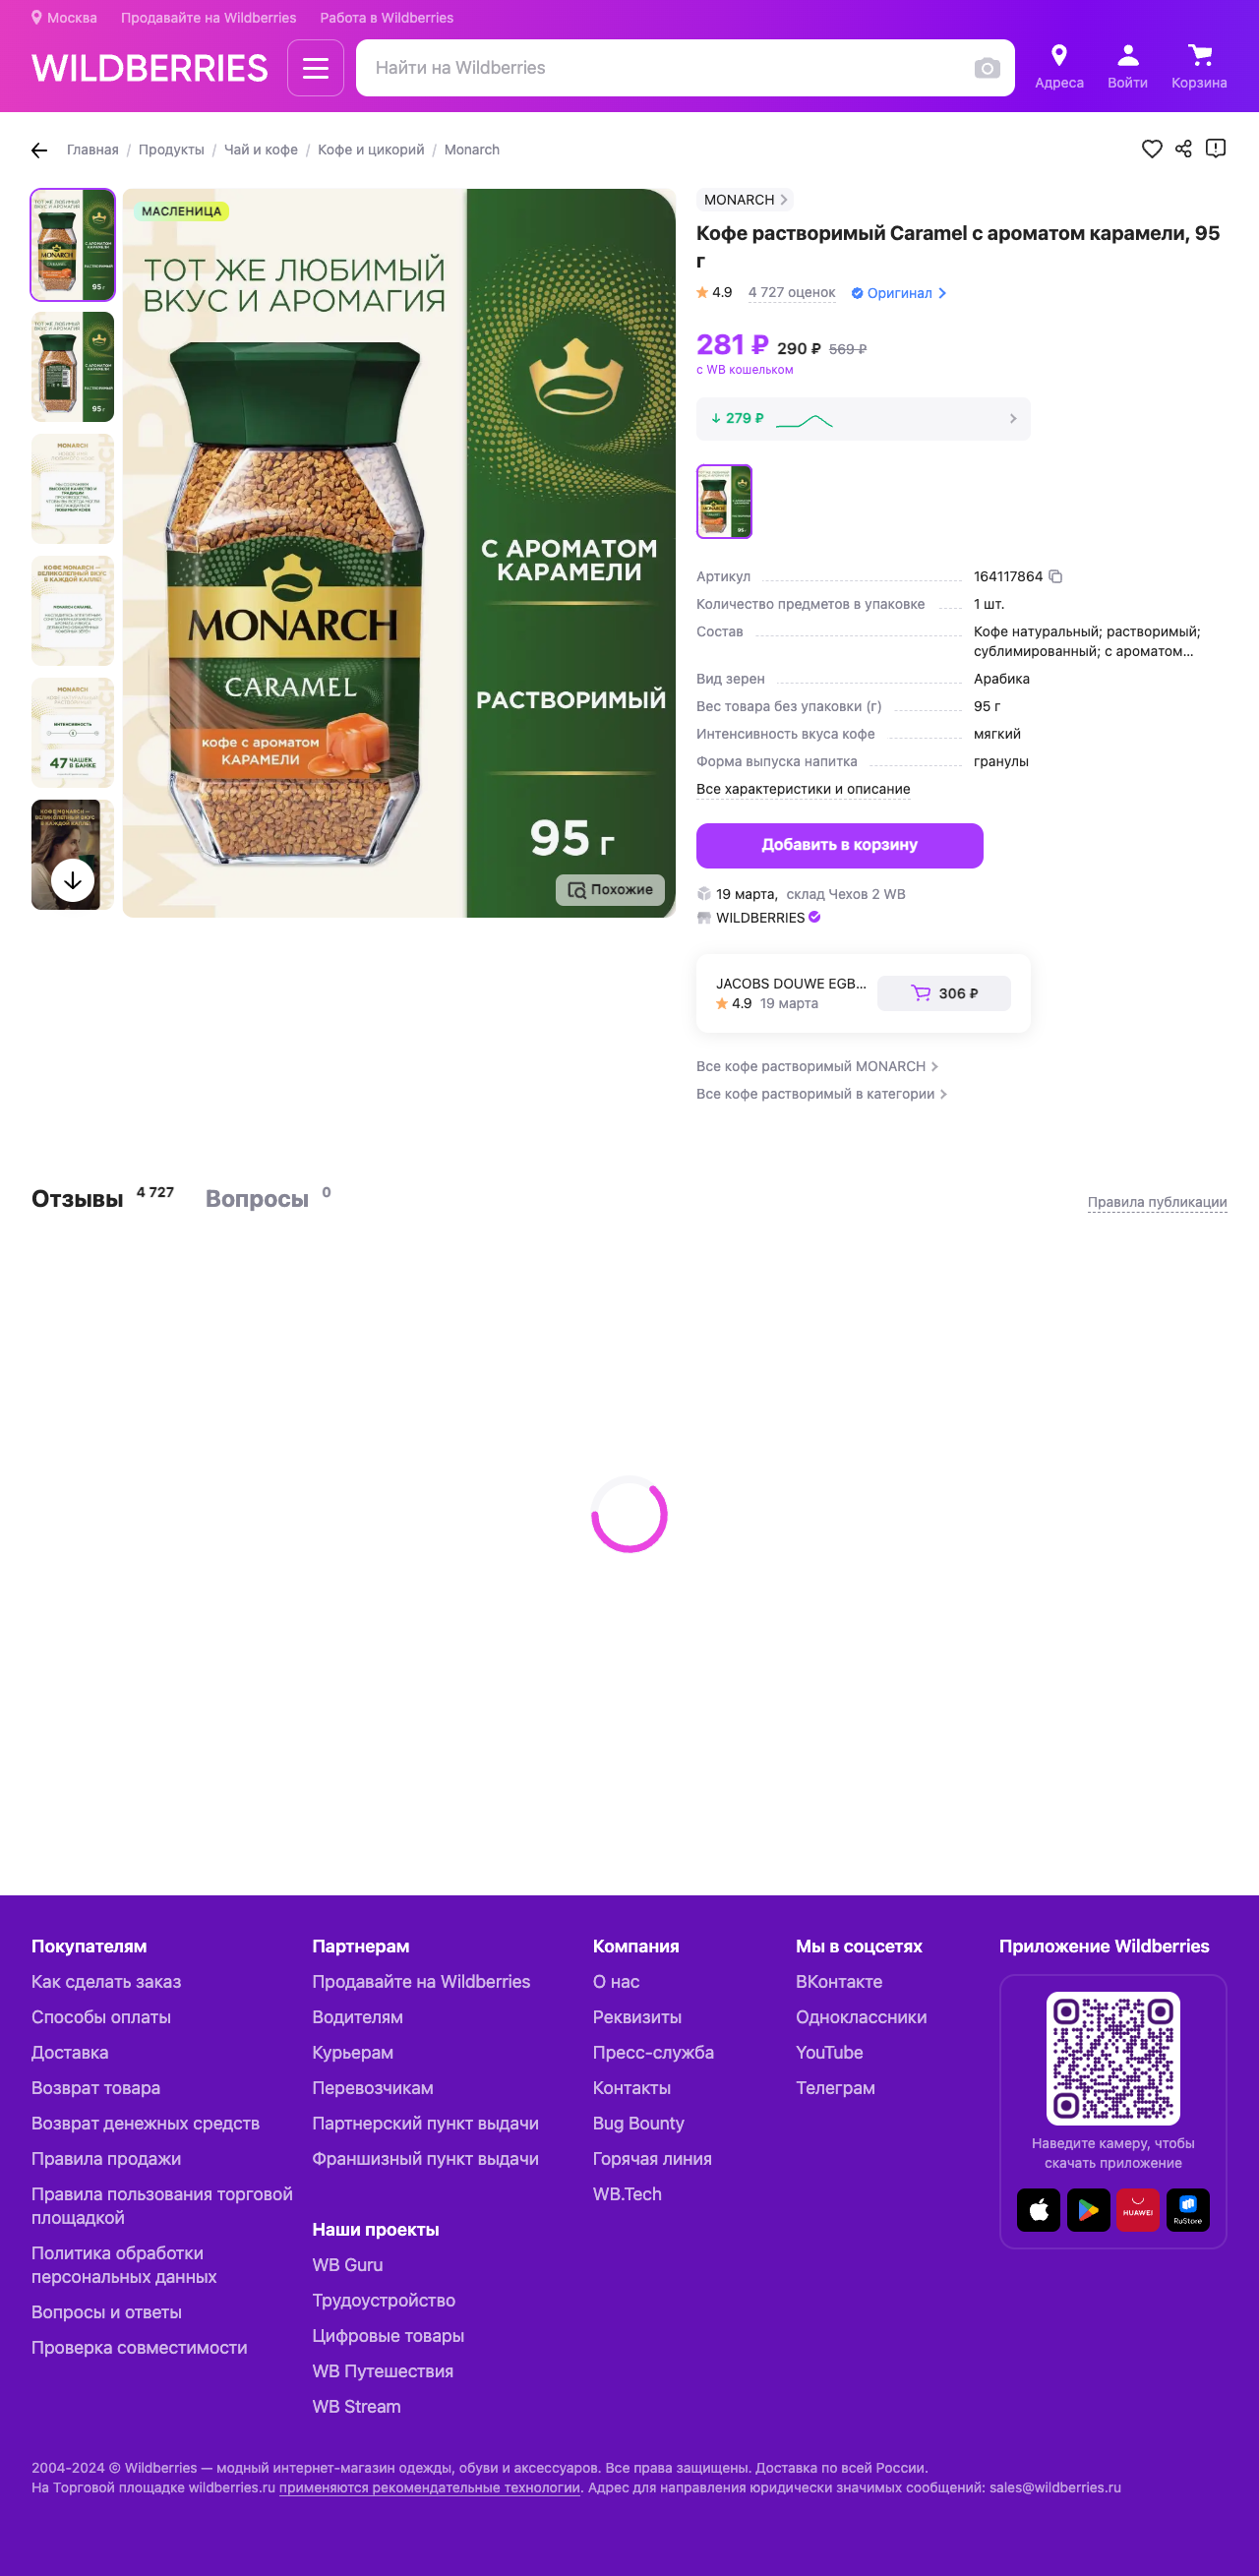 Москва Продавайте на Wildberries Работа в Wildberries
WILDBERRIES
Найти на Wildberries
Адреса Войти Корзина
Главная / Продукты / Чай и кофе / Кофе и цикорий / Monarch
МАСЛЕНИЦА
ТОТ ЖЕ ЛЮБИМЫЙ
ВКУС И АРОМАГИЯ
MONARCH
CARAMEL
кофе с ароматом
КАРАМЕЛИ
С АРОМАТОМ
КАРАМЕЛИ
РАСТВОРИМЫЙ
95 г
Похожие
47 ЧАШЕК
В БАНКЕ
MONARCH
Кофе растворимый Caramel с ароматом карамели, 95
г
4.9 4 727 оценок Оригинал
281 ₽ 290 ₽ 569 ₽
с WB кошельком
279 ₽
Артикул 164117864
Количество предметов в упаковке 1 шт.
Состав Кофе натуральный; растворимый;
сублимированный; с ароматом...
Вид зерен Арабика
Вес товара без упаковки (г) 95 г
Интенсивность вкуса кофе мягкий
Форма выпуска напитка гранулы
Все характеристики и описание
Добавить в корзину
19 марта, склад Чехов 2 WB
WILDBERRIES
JACOBS DOUWE EGB...
4.9 19 марта
306 ₽
Все кофе растворимый MONARCH
Все кофе растворимый в категории
Отзывы 4 727 Вопросы 0
Правила публикации
Покупателям
Как сделать заказ
Способы оплаты
Доставка
Возврат товара
Возврат денежных средств
Правила продажи
Правила пользования торговой
площадкой
Политика обработки
персональных данных
Вопросы и ответы
Проверка совместимости
Партнерам
Продавайте на Wildberries
Водителям
Курьерам
Перевозчикам
Партнерский пункт выдачи
Франшизный пункт выдачи
Наши проекты
WB Guru
Трудоустройство
Цифровые товары
WB Путешествия
WB Stream
Компания
О нас
Реквизиты
Пресс-служба
Контакты
Bug Bounty
Горячая линия
WB.Tech
Мы в соцсетях
ВКонтакте
Одноклассники
YouTube
Телеграм
Приложение Wildberries
Наведите камеру, чтобы
скачать приложение
HUAWEI
RuStore
2004-2024 © Wildberries — модный интернет-магазин одежды, обуви и аксессуаров. Все права защищены. Доставка по всей России.
На Торговой площадке wildberries.ru применяются рекомендательные технологии. Адрес для направления юридически значимых сообщений: sales@wildberries.ru